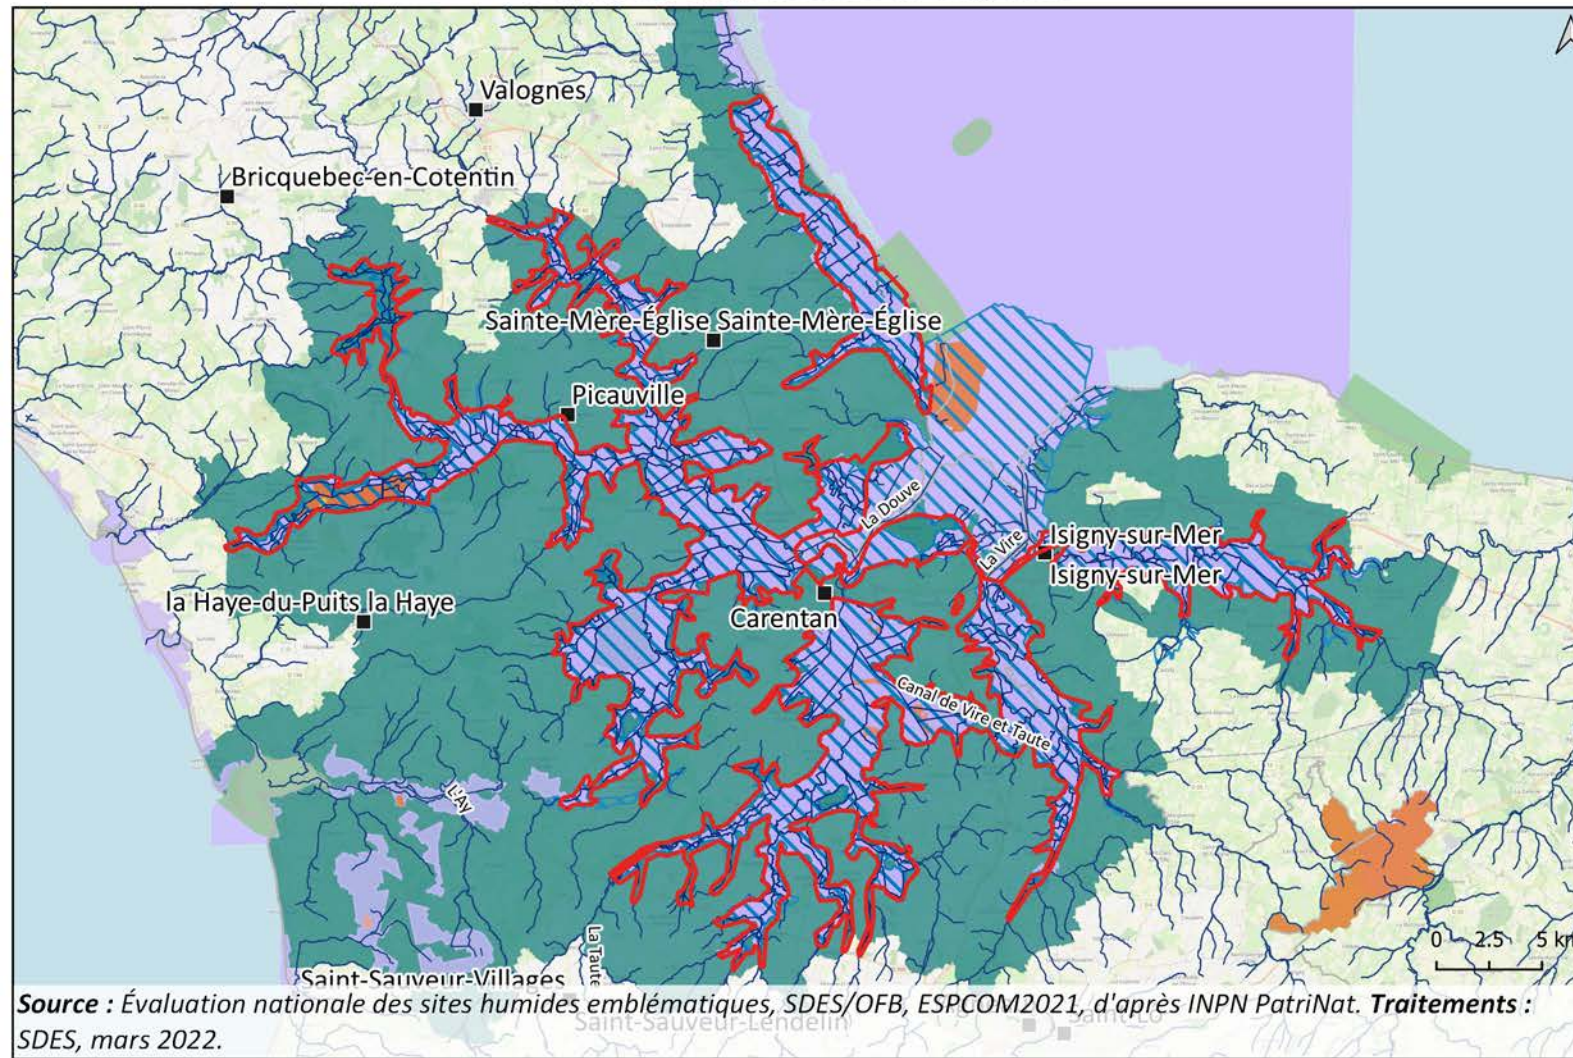 Valognes
Bricquebec-en-Cotentin
Sainte-Mère-Église Sainte-Mère-Église
Picauville
La Douve
La Vire
Isigny-sur-Mer
Isigny-sur-Mer
la Haye-du-Puits la Haye
Carentan
Canal de Vire et Taute
L'Ay
La Taute
0 2.5 5 km
Saint-Sauveur-Villages
Source : Évaluation nationale des sites humides emblématiques, SDES/OFB, ESPCOM2021, d'après INPN PatriNat. Traitements :
SDES, mars 2022.
Saint-Sauveur-Lendelin
Saint-Lô